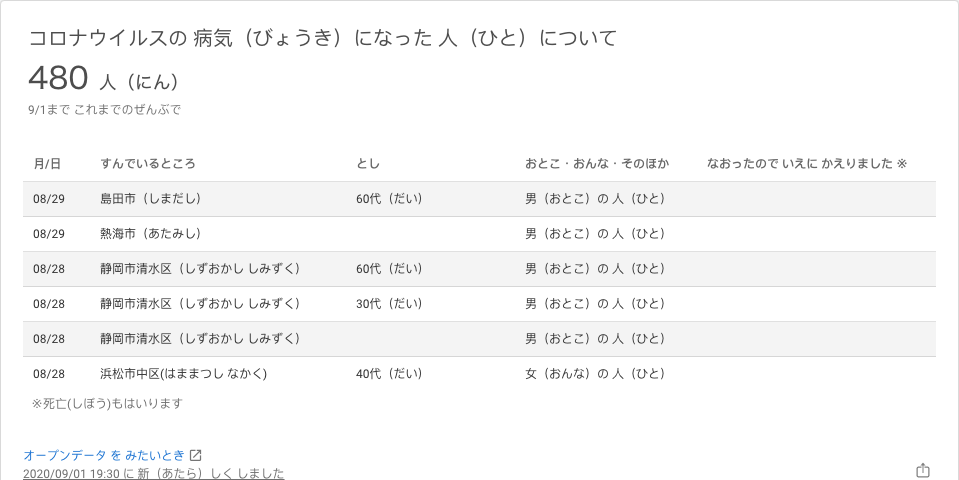 コロナウイルスの 病気（びょうき）になった 人（ひと）について
480 人（にん）
9/1まで これまでのぜんぶで
月/日 すんでいるところ とし おとこ・おんな・そのほか なおったので いえに かえりました ※
08/29 島田市（しまだし） 60代（だい） 男（おとこ）の 人（ひと）
08/29 熱海市（あたみし） 男（おとこ）の 人（ひと）
08/28 静岡市清水区（しずおかし しみずく） 60代（だい） 男（おとこ）の 人（ひと）
08/28 静岡市清水区（しずおかし しみずく） 30代（だい） 男（おとこ）の 人（ひと）
08/28 静岡市清水区（しずおかし しみずく） 男（おとこ）の 人（ひと）
08/28 浜松市中区(はままつし なかく) 40代（だい） 女（おんな）の 人（ひと）
※死亡(しぼう)もはいります
オープンデータ を みたいとき
2020/09/01 19:30 に 新（あたら）しく しました